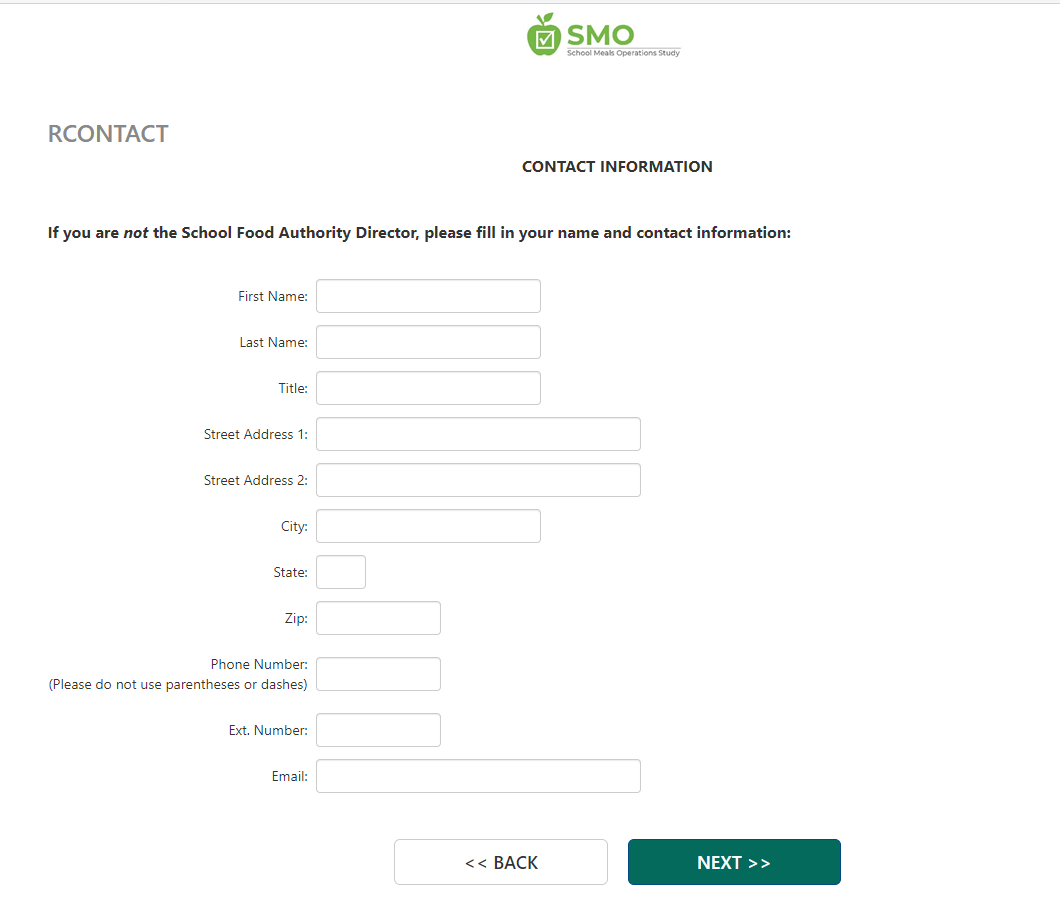 SMO
School Meals Operations Study
RCONTACT
CONTACT INFORMATION
If you are not the School Food Authority Director, please fill in your name and contact information:
First Name:
Last Name:
Title:
Street Address 1:
Street Address 2:
City:
State:
Zip:
Phone Number:
(Please do not use parentheses or dashes)
Ext. Number:
Email:
<< BACK
NEXT >>